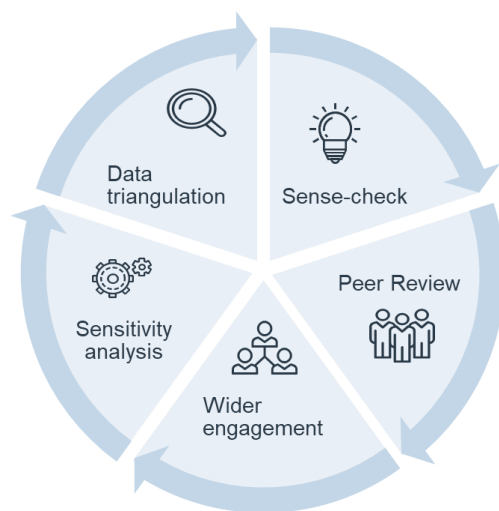 Data
triangulation
Sense-check
Peer Review
Sensitivity
analysis
Wider
engagement